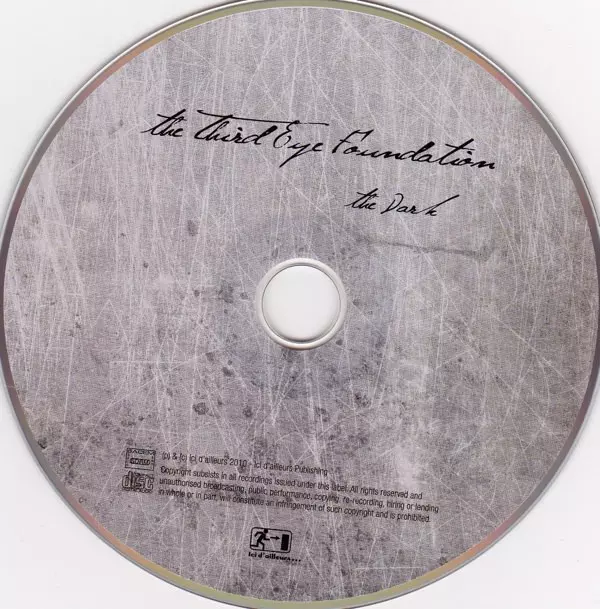 the Third Eye Foundation
the Dark
(p) & (c) ici d'ailleurs 2010 - ici d'ailleurs Publishing
Copyright subsists in all recordings issued under this label. All rights reserved and
unauthorised broadcasting, public performance, copying, re-recording, hiring or lending
in whole or in part, will constitute an infringement of such copyright and is prohibited.
disc
ici d'ailleurs...